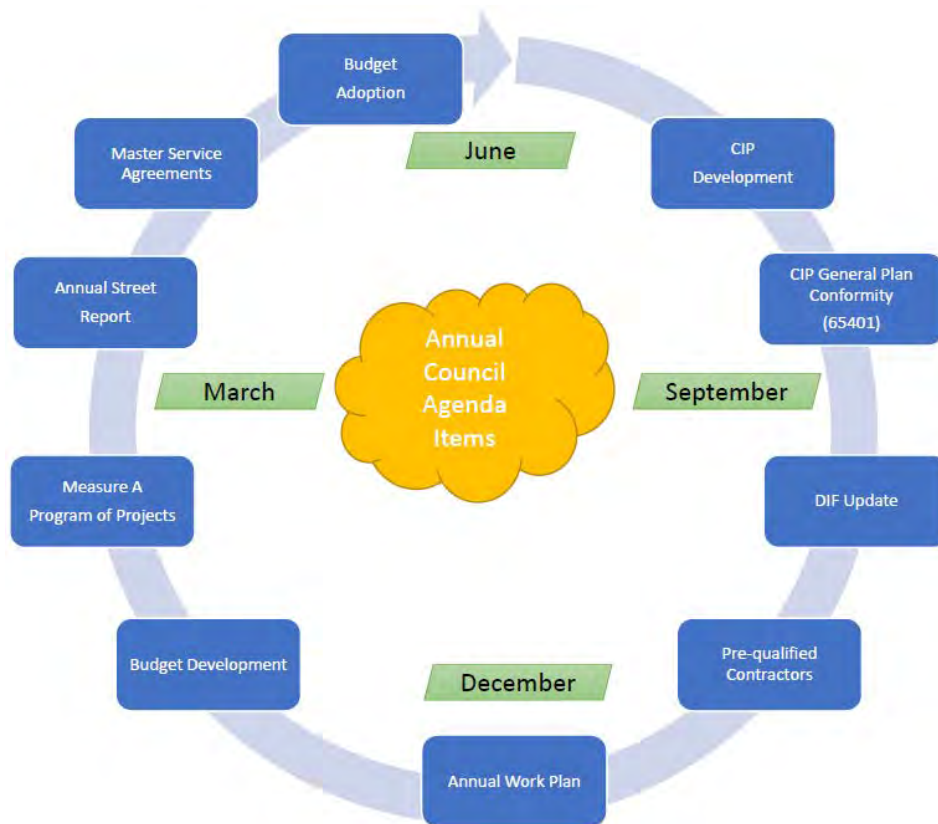 Budget
Adoption
June
CIP
Development
Master Service
Agreements
CIP General Plan
Conformity
(65401)
Annual Street
Report
Annual
Council
Agenda
Items
March
September
Measure A
Program of Projects
DIF Update
Budget Development
Pre-qualified
Contractors
December
Annual Work Plan